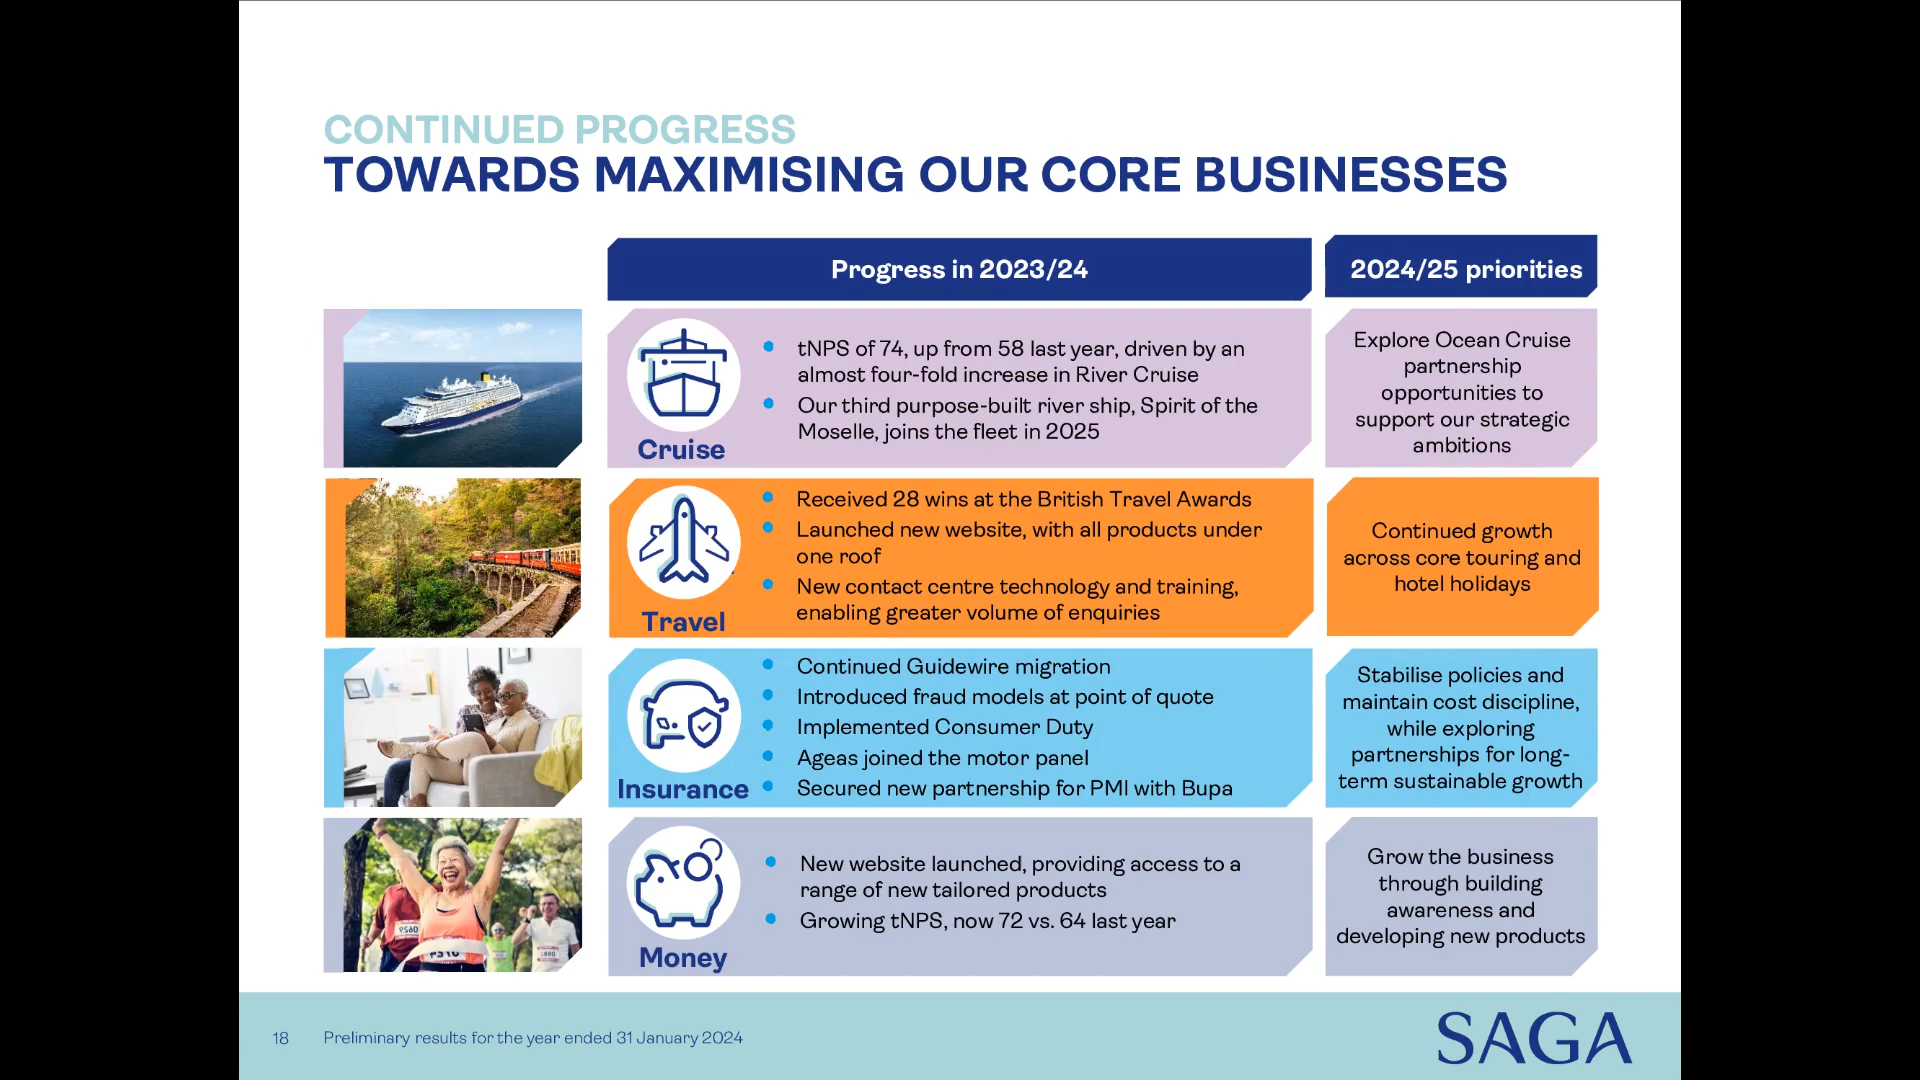 CONTINUED PROGRESS
TOWARDS MAXIMISING OUR CORE BUSINESSES
Progress in 2023/24
2024/25 priorities
Cruise
tNPS of 74, up from 58 last year, driven by an
almost four-fold increase in River Cruise
Our third purpose-built river ship, Spirit of the
Moselle, joins the fleet in 2025
Explore Ocean Cruise
partnership
opportunities to
support our strategic
ambitions
Travel
Received 28 wins at the British Travel Awards
Launched new website, with all products under
one roof
New contact centre technology and training,
enabling greater volume of enquiries
Continued growth
across core touring and
hotel holidays
Insurance
Continued Guidewire migration
Introduced fraud models at point of quote
Implemented Consumer Duty
Ageas joined the motor panel
Secured new partnership for PMI with Bupa
Stabilise policies and
maintain cost discipline,
while exploring
partnerships for long-
term sustainable growth
Money
New website launched, providing access to a
range of new tailored products
Growing tNPS, now 72 vs. 64 last year
Grow the business
through building
awareness and
developing new products
18
Preliminary results for the year ended 31 January 2024
SAGA